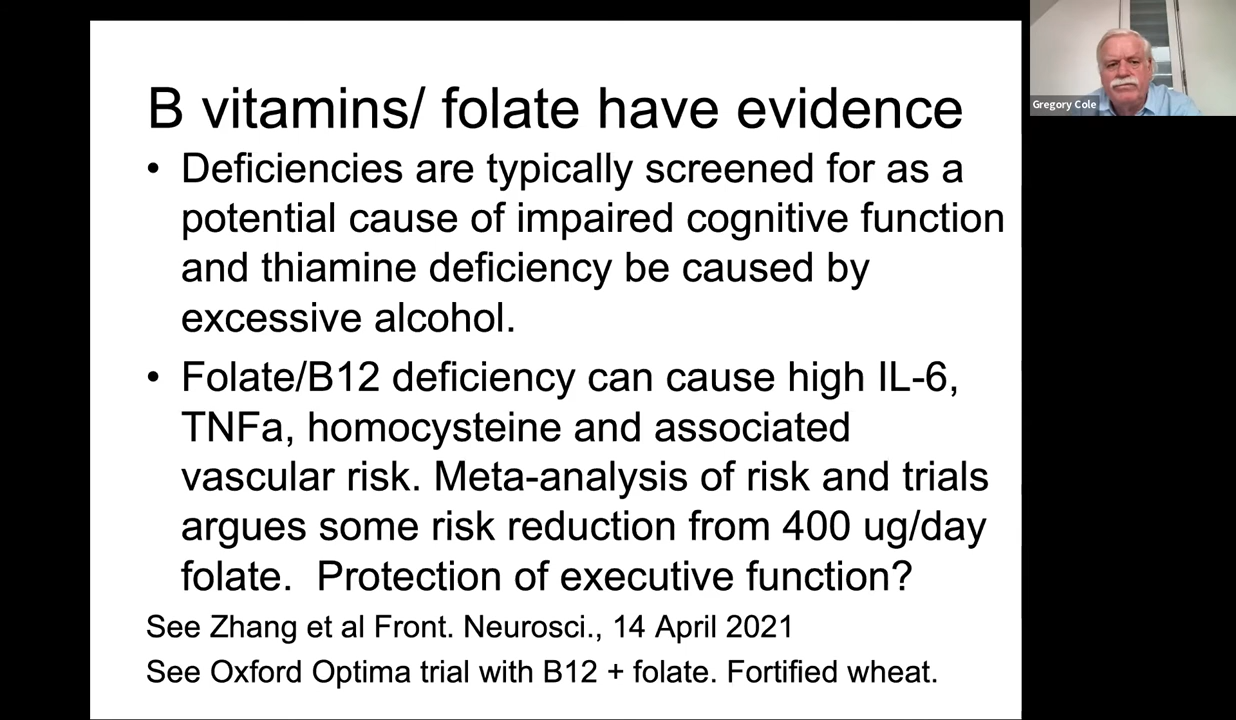 B vitamins/ folate have evidence
• Deficiencies are typically screened for as a
potential cause of impaired cognitive function
and thiamine deficiency be caused by
excessive alcohol.
• Folate/B12 deficiency can cause high IL-6,
TNFa, homocysteine and associated
vascular risk. Meta-analysis of risk and trials
argues some risk reduction from 400 ug/day
folate.  Protection of executive function?
See Zhang et al Front. Neurosci., 14 April 2021
See Oxford Optima trial with B12 + folate. Fortified wheat.
Gregory Cole